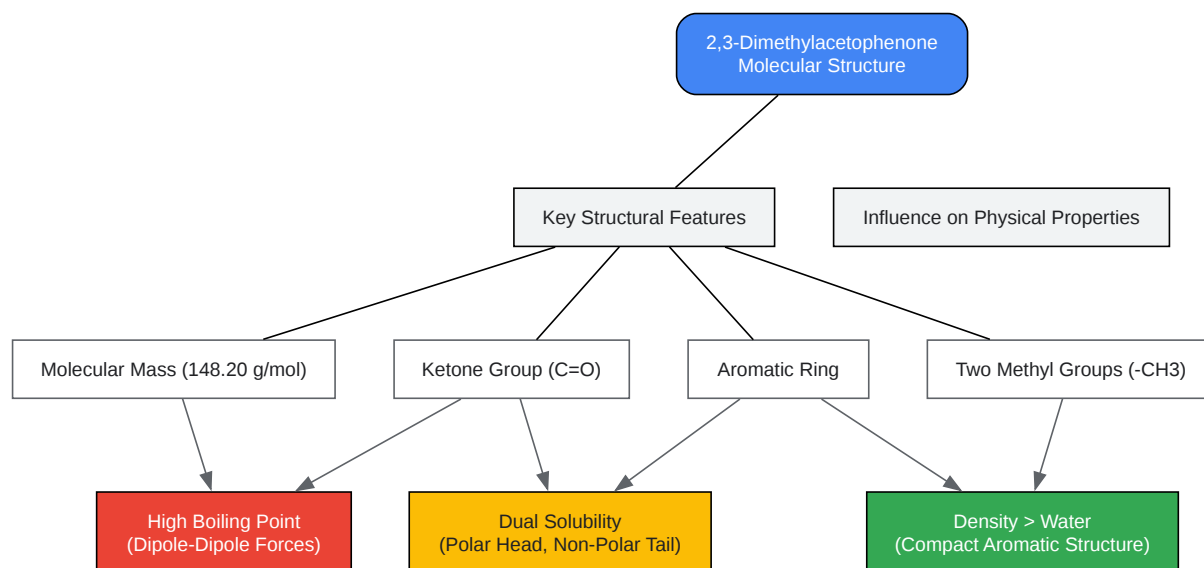 2,3-Dimethylacetophenone
Molecular Structure
Key Structural Features
Influence on Physical Properties
Molecular Mass (148.20 g/mol)
Ketone Group (C=O)
Aromatic Ring
Two Methyl Groups (-CH3)
High Boiling Point
(Dipole-Dipole Forces)
Dual Solubility
(Polar Head, Non-Polar Tail)
Density > Water
(Compact Aromatic Structure)